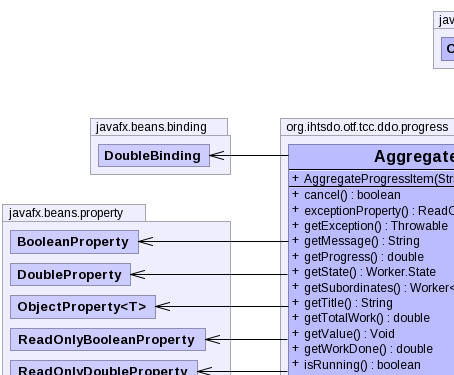 jav
javafx.beans.binding
DoubleBinding
javafx.beans.property
BooleanProperty
DoubleProperty
ObjectProperty<T>
ReadOnlyBooleanProperty
ReadOnlyDoubleProperty
org.ihtsdo.otf.tcc.ddo.progress
Aggregate
+ AggregateProgressItem(Stri
+ cancel() : boolean
+ exceptionProperty() : ReadO
+ getException() : Throwable
+ getMessage() : String
+ getProgress() : double
+ getState() : Worker.State
+ getSubordinates() : Worker<
+ getTitle() : String
+ getTotalWork() : double
+ getValue() : Void
+ getWorkDone() : double
+ isRunning() : boolean